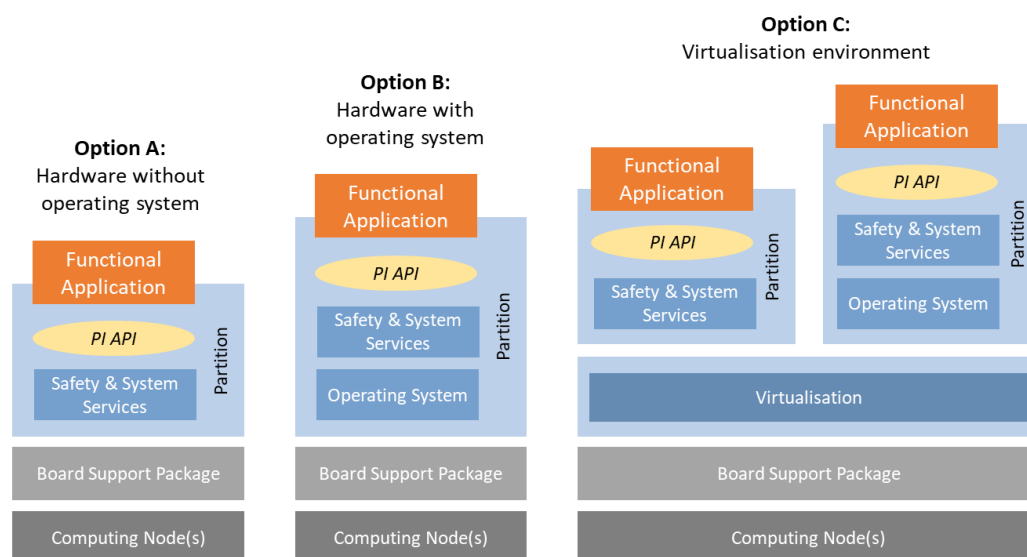 Option A:
Hardware without
operating system
Functional
Application
PI API
Safety & System
Services
Partition
Board Support Package
Computing Node(s)
Option B:
Hardware with
operating system
Functional
Application
PI API
Safety & System
Services
Operating System
Partition
Board Support Package
Computing Node(s)
Option C:
Virtualisation environment
Functional
Application
PI API
Safety & System
Services
Partition
Functional
Application
PI API
Safety & System
Services
Operating System
Partition
Virtualisation
Board Support Package
Computing Node(s)